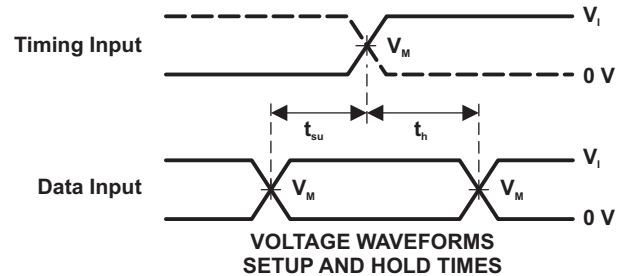 Timing Input
V_I
V_M
0 V
t_su
t_h
Data Input
V_I
V_M
V_M
0 V
VOLTAGE WAVEFORMS
SETUP AND HOLD TIMES